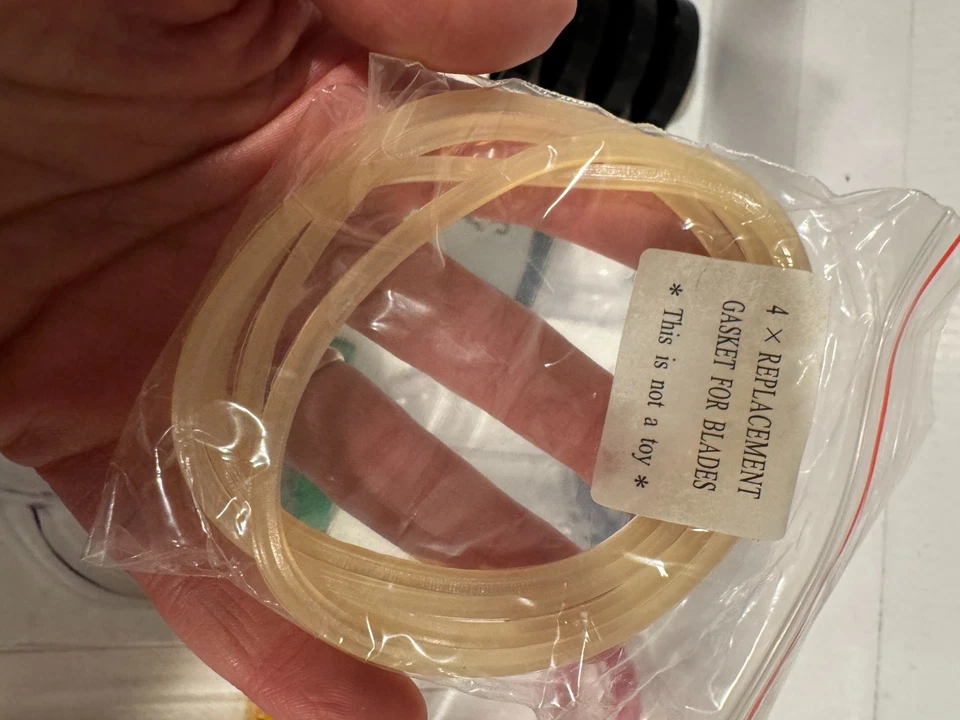 4 × REPLACEMENT
GASKET FOR BLADES
* This is not a toy *